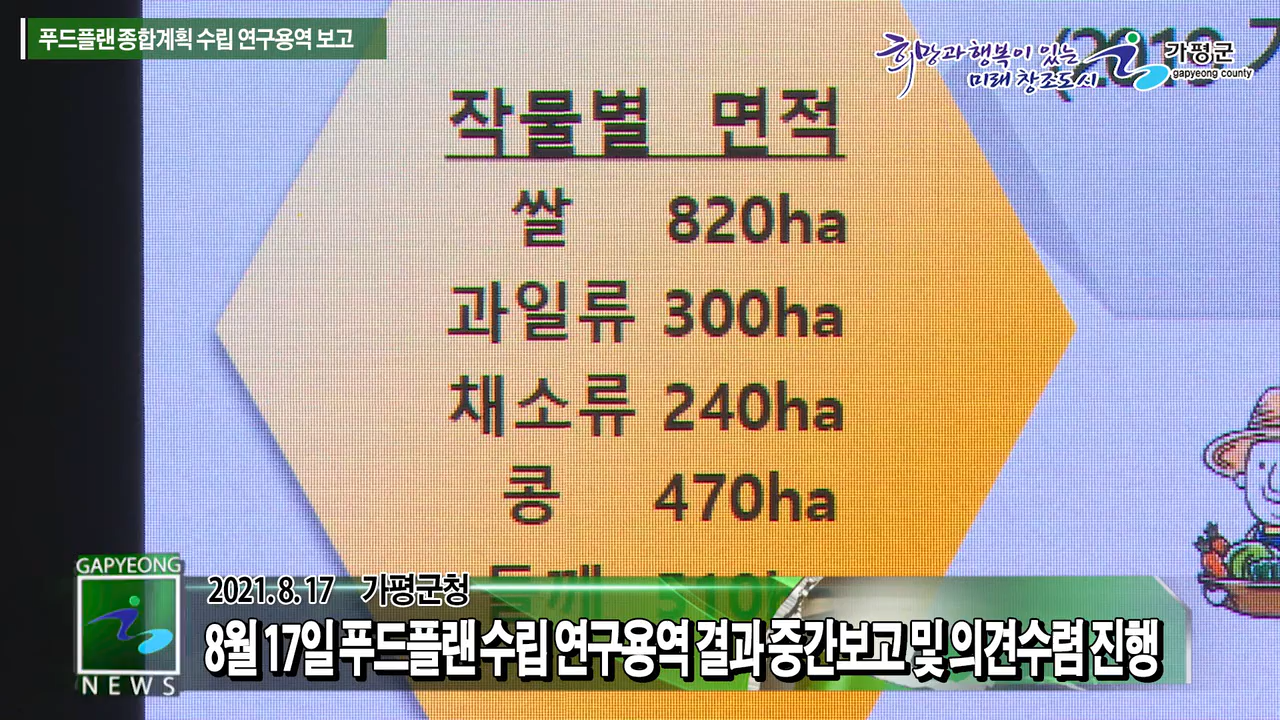 푸드플랜 종합계획 수립 연구용역 보고
희망과 행복이 있는
미래 창조도시
가평군
gapyeong county
작물별 면적
쌀 820ha
과일류 300ha
채소류 240ha
콩 470ha
들깨 510ha
GAPYEONG
NEWS
2021. 8. 17 가평군청
8월 17일 푸드플랜 수립 연구용역 결과 중간보고 및 의견수렴 진행